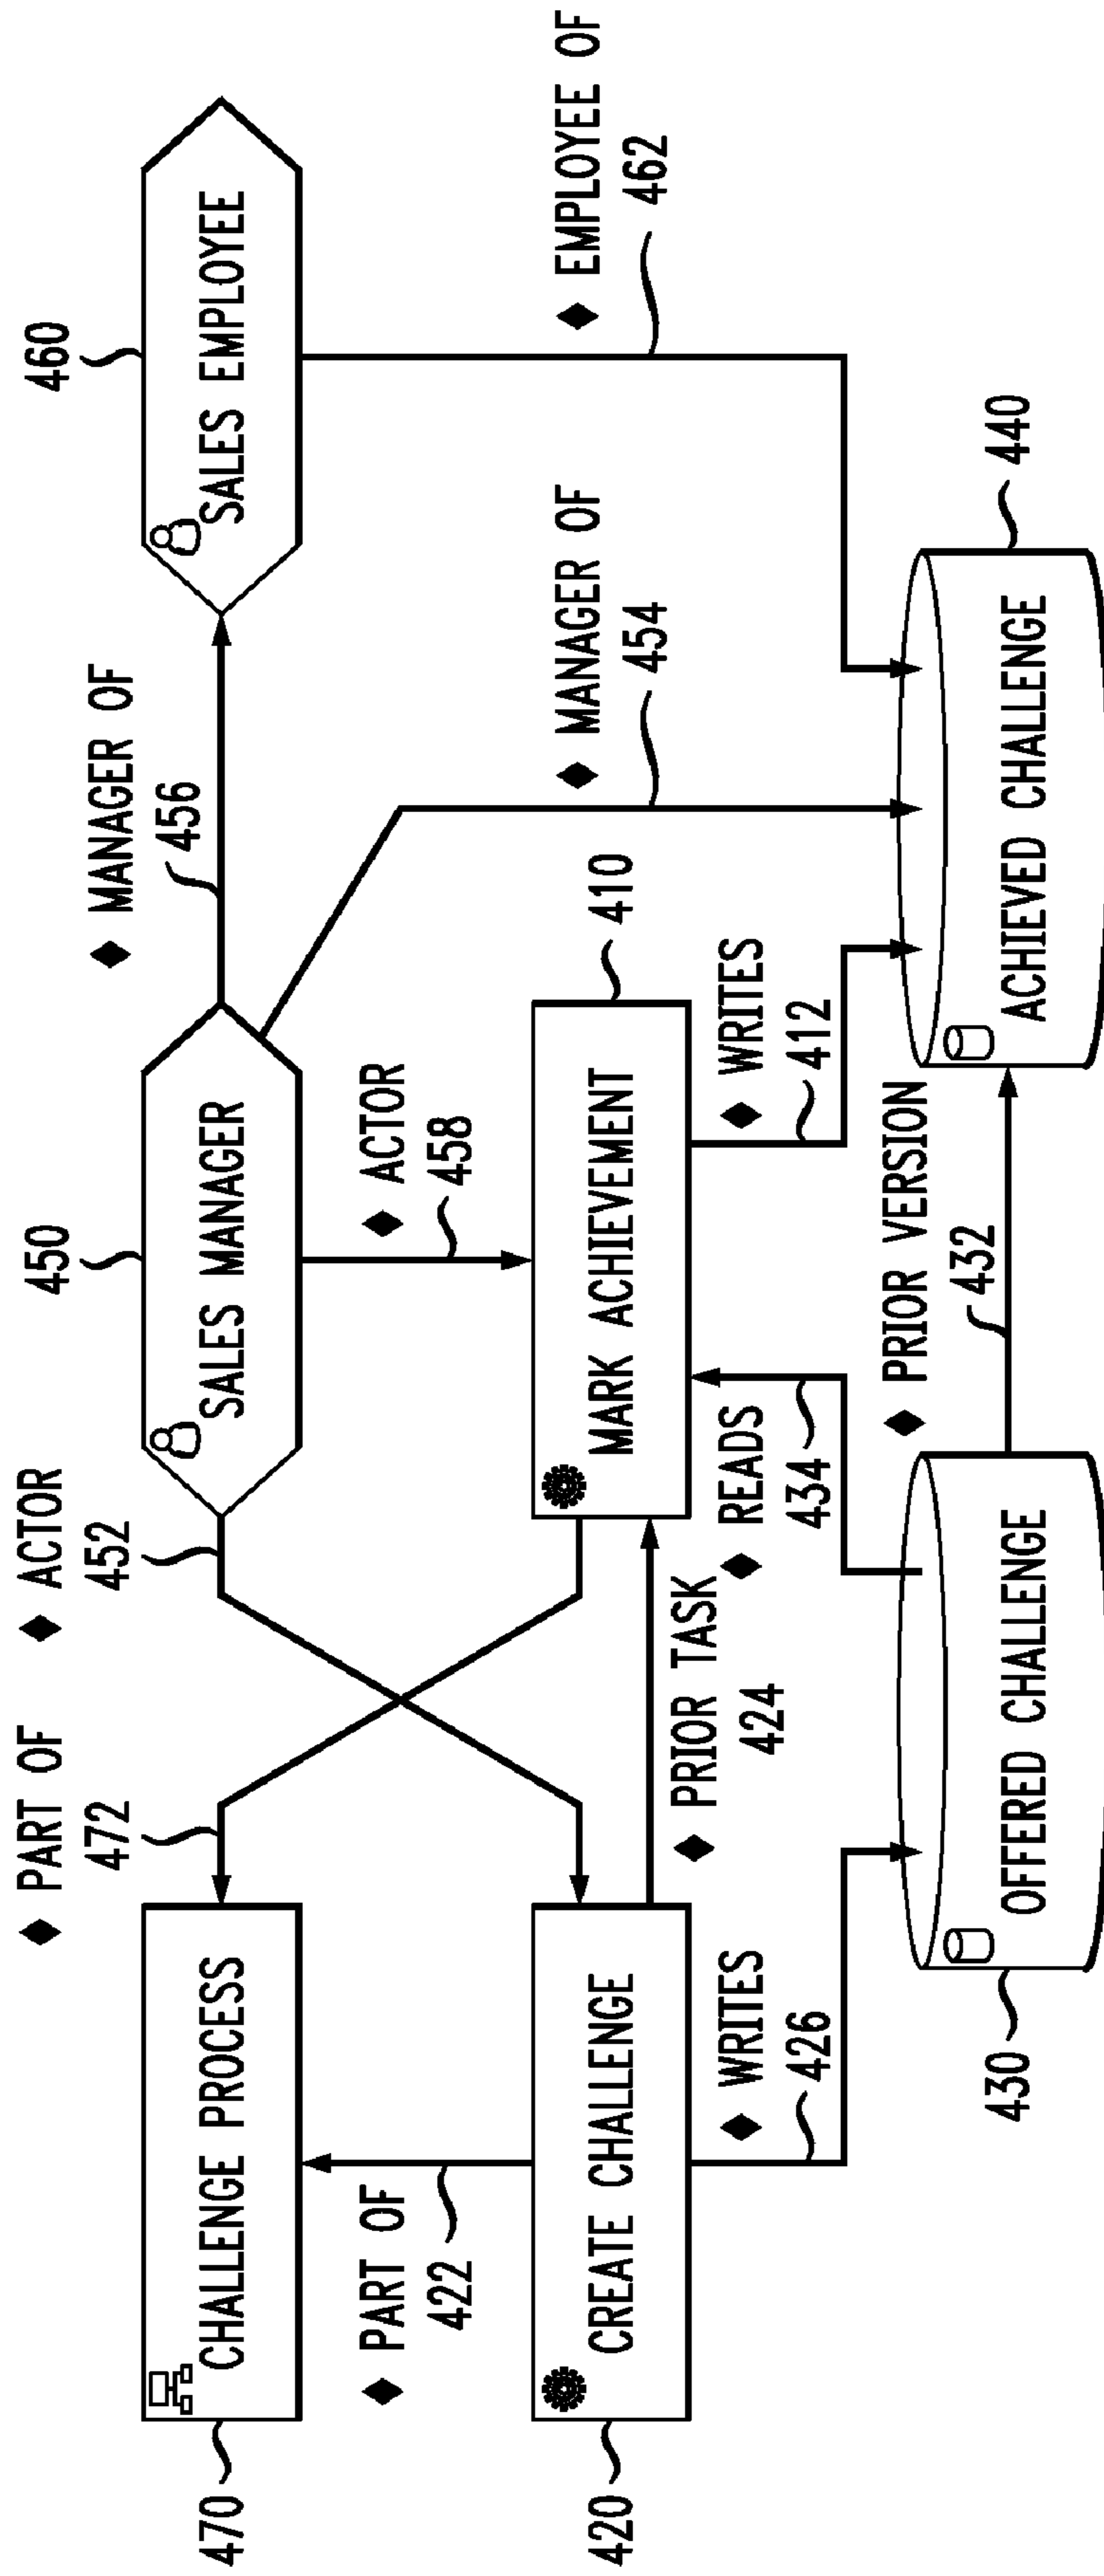 ◆ PART OF
472
◆ ACTOR
452
450
◆ MANAGER OF
456
460
470
CHALLENGE PROCESS
SALES MANAGER
SALES EMPLOYEE
◆ PART OF
422
◆ ACTOR
458
◆ MANAGER OF
454
◆ EMPLOYEE OF
462
420
CREATE CHALLENGE
MARK ACHIEVEMENT
410
◆ PRIOR TASK
424
◆ WRITES
426
◆ READS
434
◆ WRITES
412
◆ PRIOR VERSION
432
430
OFFERED CHALLENGE
ACHIEVED CHALLENGE
440